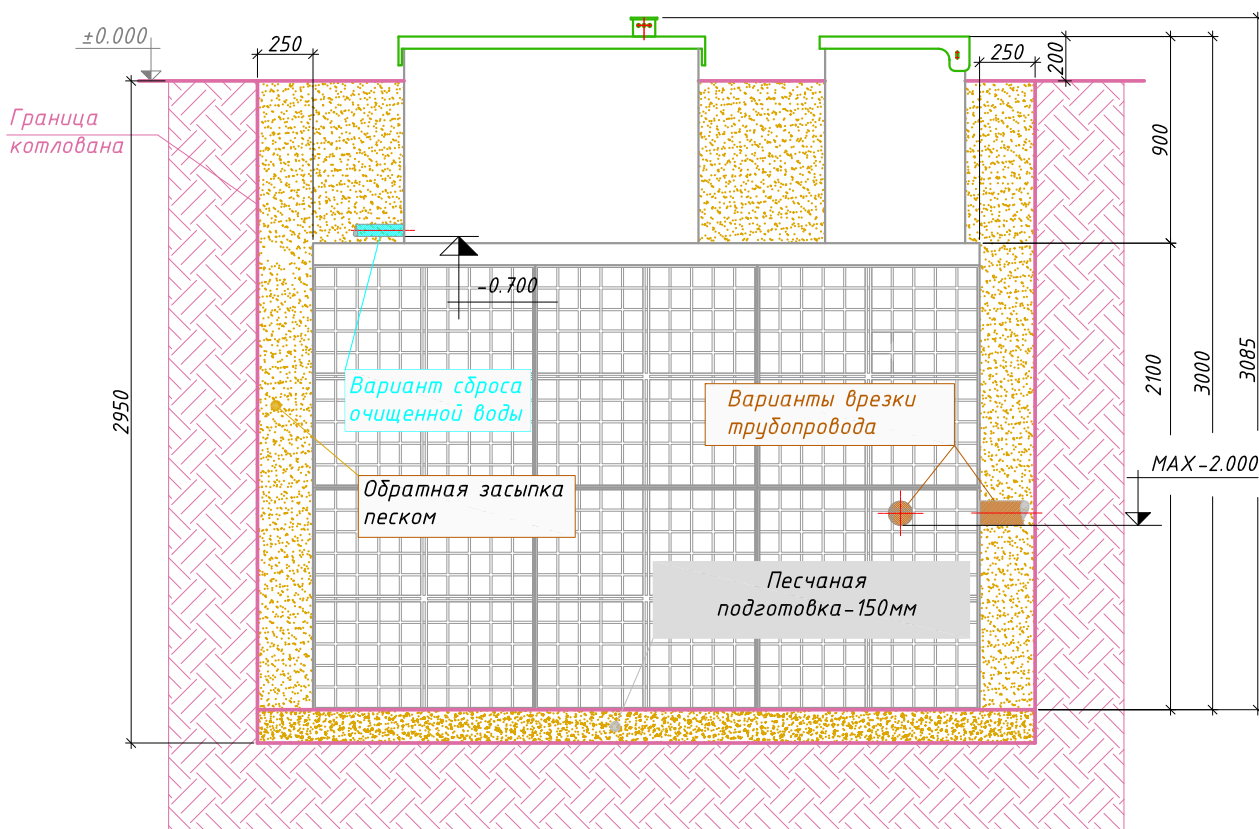 ±0.000
250
250
200
Граница
котлована
900
-0.700
2950
Вариант сброса
очищенной воды
Варианты врезки
трубопровода
2100
3000
3085
Обратная засыпка
песком
MAX-2.000
Песчаная
подготовка-150мм